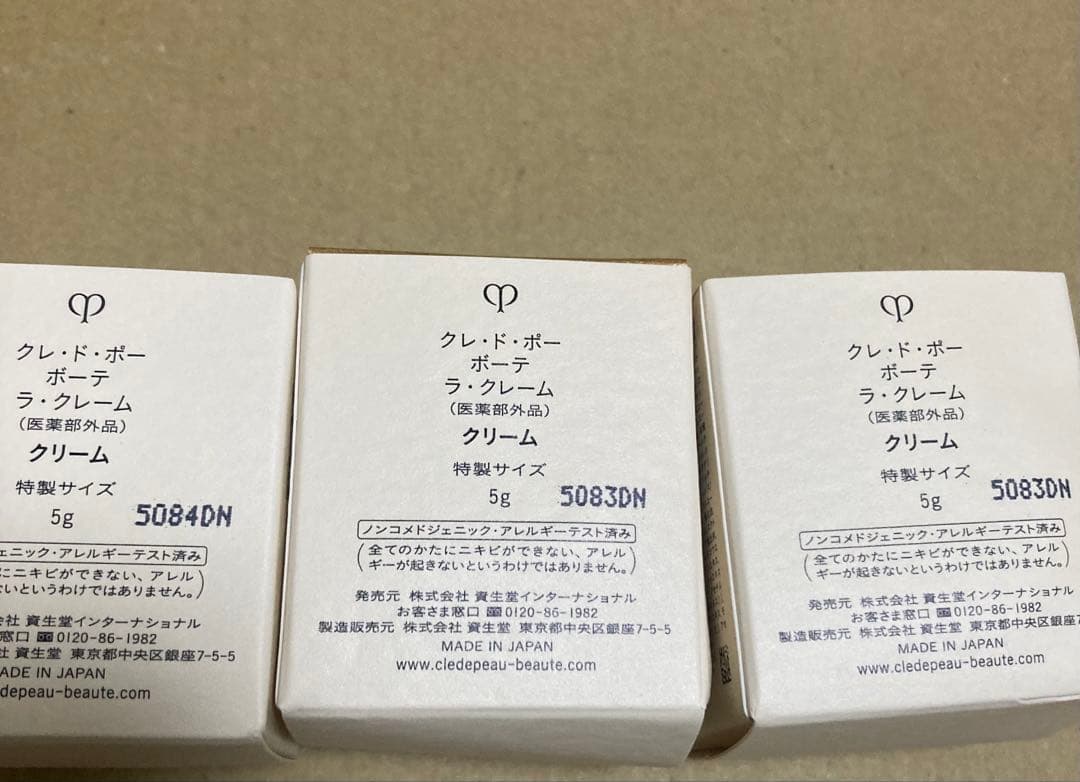 クレ・ド・ポー
ボーテ
ラ・クレーム
(医薬部外品)
クリーム
特製サイズ
5g 5084DN
ェニック・アレルギーテスト済み
ニキビができない、アレル
ないというわけではありません。
社 資生堂インターナショナル
窓口 0120-86-1982
社 資生堂 東京都中央区銀座7-5-5
ADE IN JAPAN
edepeau-beaute.com
クレ・ド・ポー
ボーテ
ラ・クレーム
(医薬部外品)
クリーム
特製サイズ
5g 5083DN
ノンコメドジェニック・アレルギーテスト済み
(全てのかたにニキビができない、アレル
ギーが起きないというわけではありません。)
発売元 株式会社 資生堂インターナショナル
お客さま窓口 0120-86-1982
製造販売元 株式会社 資生堂 東京都中央区銀座7-5-5
MADE IN JAPAN
www.cledepeau-beaute.com
クレ・ド・ポー
ボーテ
ラ・クレーム
(医薬部外品)
クリーム
特製サイズ
5g 5083DN
ノンコメドジェニック・アレルギーテスト済み
(全てのかたにニキビができない、アレル
ギーが起きないというわけではありません。)
発売元 株式会社 資生堂インターナショナル
お客さま窓口 0120-86-1982
製造販売元 株式会社 資生堂 東京都中央区銀座7-5-5
MADE IN JAPAN
www.cledepeau-beaute.com